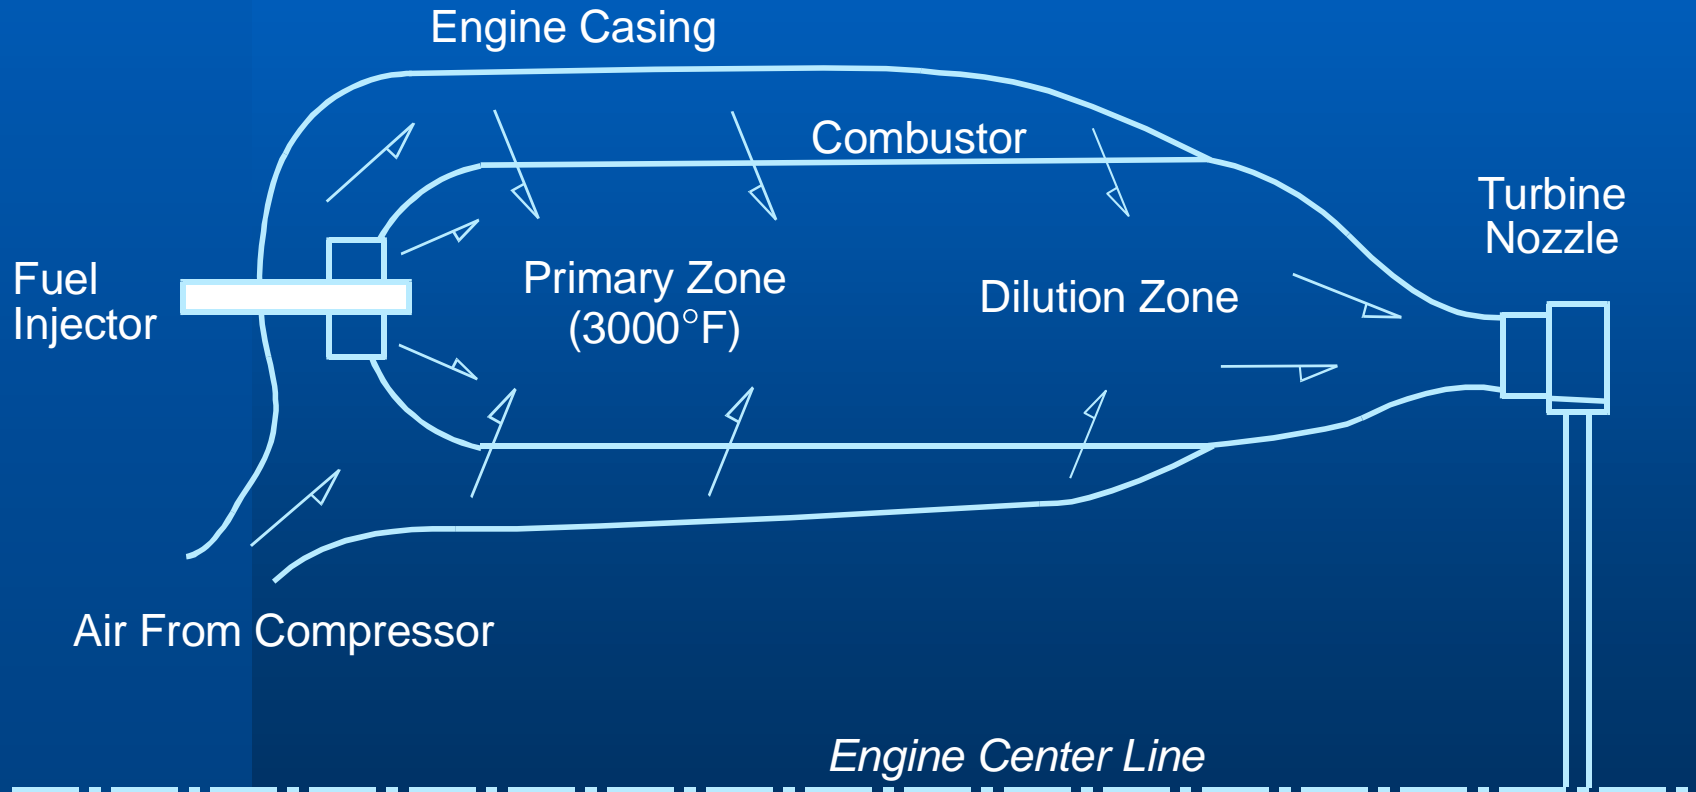 Engine Casing
Combustor
Turbine
Nozzle
Fuel
Injector
Primary Zone
(3000°F)
Dilution Zone
Air From Compressor
Engine Center Line